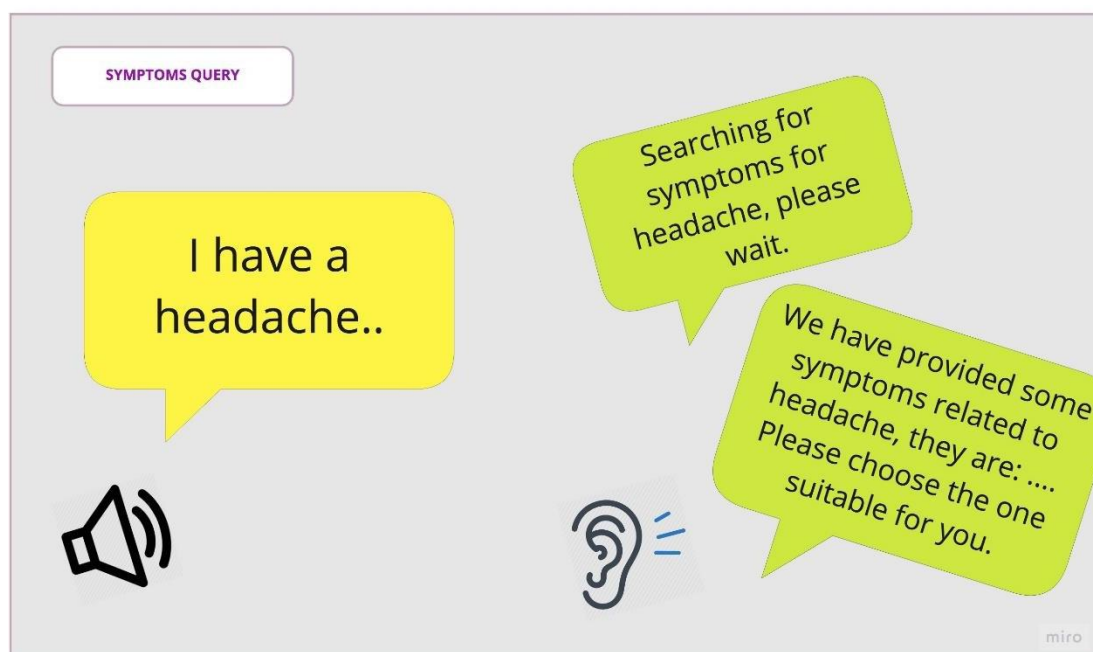 SYMPTOMS QUERY
I have a
headache..
Searching for
symptoms for
headache, please
wait.
We have provided some
symptoms related to
headache, they are: ....
Please choose the one
suitable for you.
miro